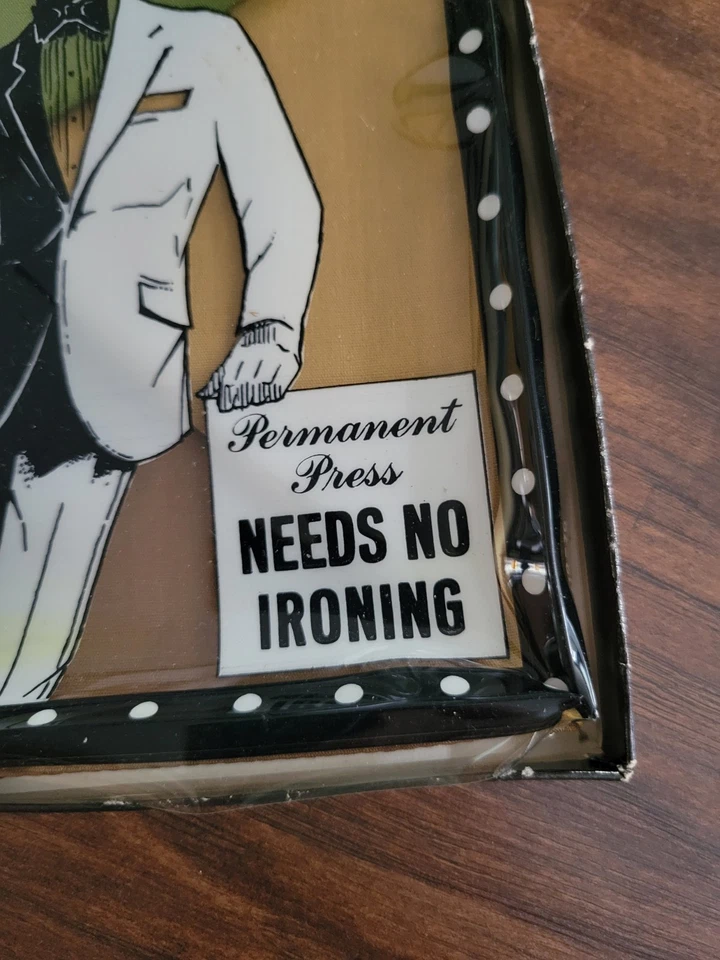 Permanent
Press
NEEDS NO
IRONING